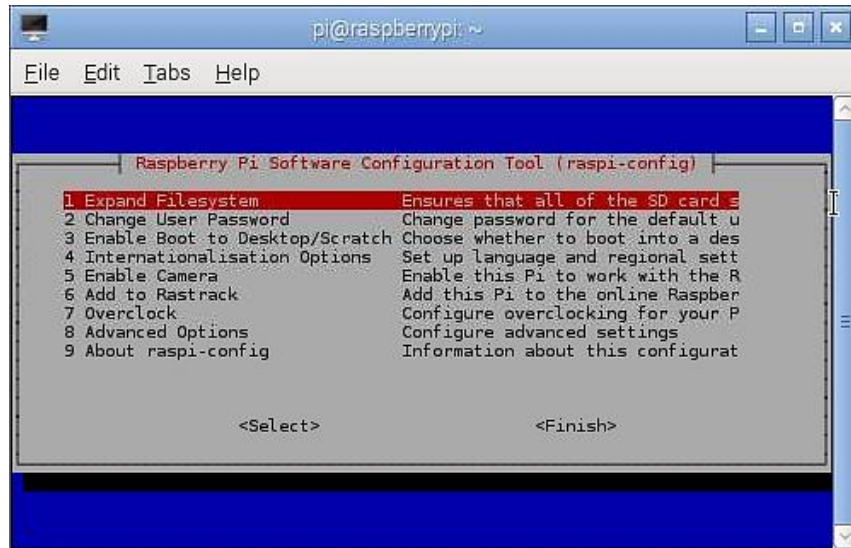 pi@raspberrypi: ~
File Edit Tabs Help
Raspberry Pi Software Configuration Tool (raspi-config)
1 Expand Filesystem Ensures that all of the SD card s
2 Change User Password Change password for the default u
3 Enable Boot to Desktop/Scratch Choose whether to boot into a des
4 Internationalisation Options Set up language and regional sett
5 Enable Camera Enable this Pi to work with the R
6 Add to Rastrack Add this Pi to the online Raspber
7 Overclock Configure overclocking for your P
8 Advanced Options Configure advanced settings
9 About raspi-config Information about this configurat
<Select> <Finish>